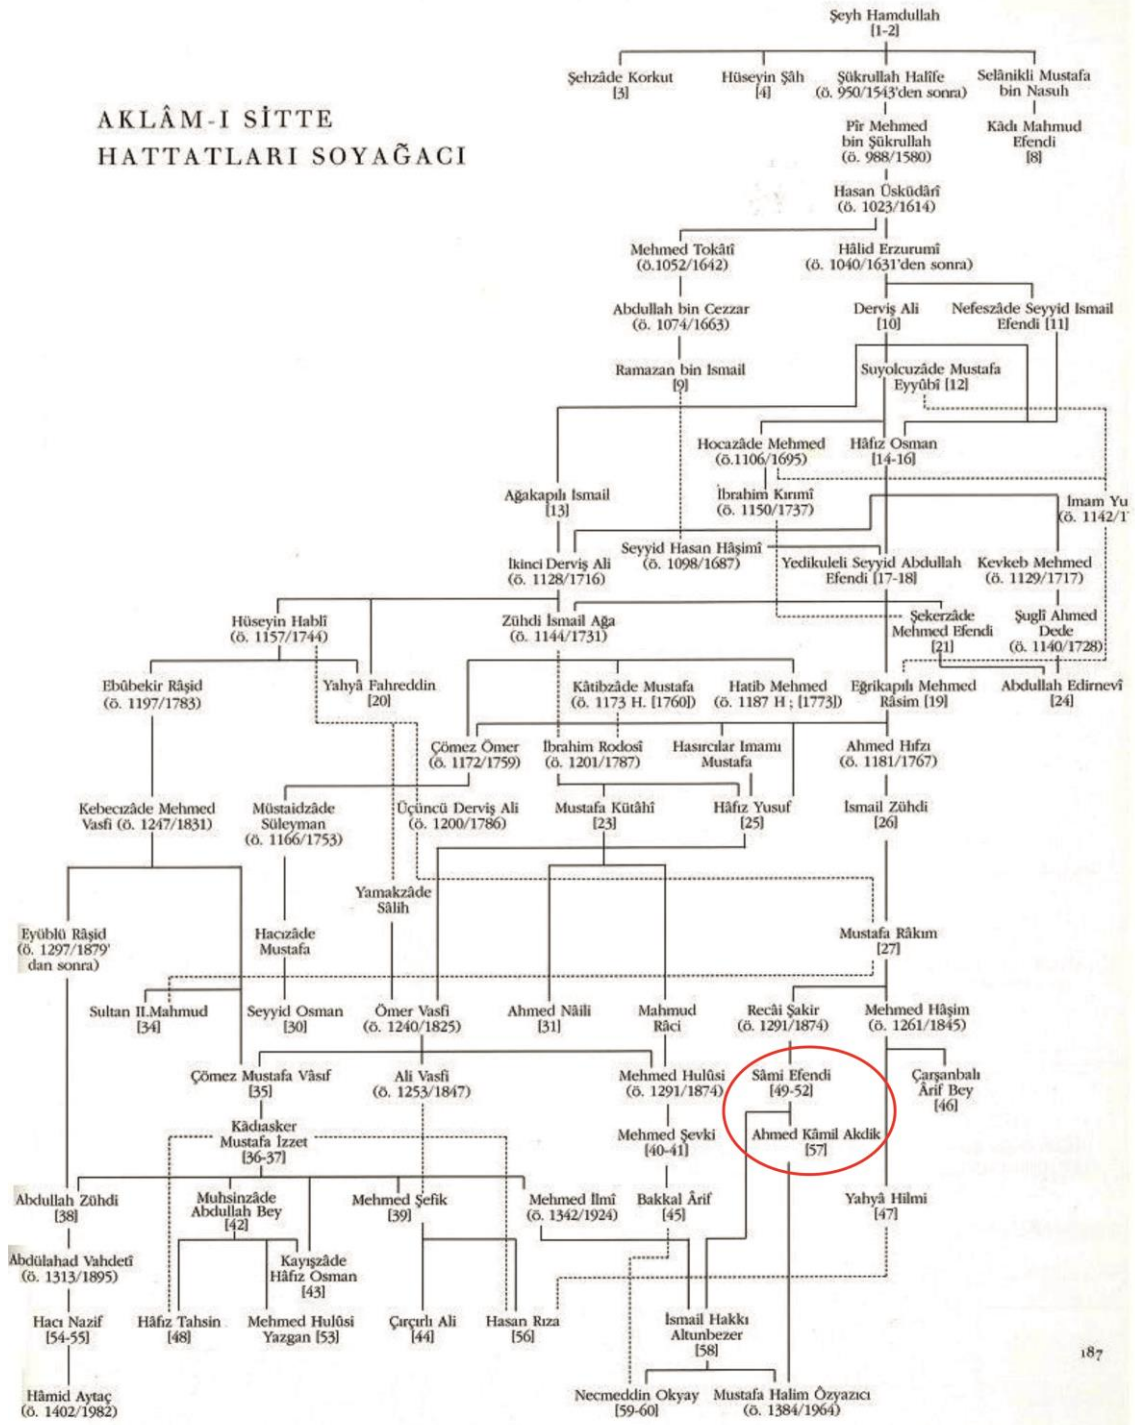 Şeyh Hamdullah
[1-2]
Şehzâde Korkut
[3]
Hüseyin Şâh
[4]
Şükrullah Halîfe
(ö. 950/1543'den sonra)
Selânikli Mustafa
bin Nasuh
AKLÂM-I SİTTE
HATTATLARI SOYAĞACI
Pîr Mehmed
bin Şükrullah
(ö. 988/1580)
Kâdı Mahmud
Efendi
[8]
Hasan Üsküdârî
(ö. 1023/1614)
Mehmed Tokâtî
(ö.1052/1642)
Hâlid Erzurumî
(ö. 1040/1631'den sonra)
Abdullah bin Cezzar
(ö. 1074/1663)
Derviş Ali
[10]
Nefeszâde Seyyid Ismail
Efendi [11]
Ramazan bin Ismail
[9]
Suyolcuzâde Mustafa
Eyyûbî [12]
Hocazâde Mehmed
(ö.1106/1695)
Hâfız Osman
[14-16]
Ağakapılı Ismail
[13]
İbrahim Kırımî
(ö. 1150/1737)
İmam Yu
(ö. 1142/1
İkinci Derviş Ali
(ö. 1128/1716)
Seyyid Hasan Hâşimî
(ö. 1098/1687)
Yedikuleli Seyyid Abdullah
Efendi [17-18]
Kevkeb Mehmed
(ö. 1129/1717)
Hüseyin Hablî
(ö. 1157/1744)
Zühdi İsmail Ağa
(ö. 1144/1731)
Şekerzâde
Mehmed Efendi
[21]
Şuglî Ahmed
Dede
(ö. 1140/1728)
Ebûbekir Râşid
(ö. 1197/1783)
Yahyâ Fahreddin
[20]
Kâtibzâde Mustafa
(ö. 1173 H. [1760])
Hatib Mehmed
(ö. 1187 H ; [1773])
Eğrikapılı Mehmed
Râsim [19]
Abdullah Edirnevî
[24]
Çömez Ömer
(ö. 1172/1759)
İbrahim Rodosî
(ö. 1201/1787)
Hasırcılar Imamı
Mustafa
Ahmed Hıfzı
(ö. 1181/1767)
Kebecızâde Mehmed
Vasfi (ö. 1247/1831)
Müstaidzâde
Süleyman
(ö. 1166/1753)
Üçüncü Derviş Ali
(ö. 1200/1786)
Mustafa Kütâhî
[23]
Hâfız Yusuf
[25]
İsmail Zühdi
[26]
Yamakzâde
Sâlih
Eyüblü Râşid
(ö. 1297/1879'
dan sonra)
Hacızâde
Mustafa
Mustafa Râkım
[27]
Sultan II.Mahmud
[34]
Seyyid Osman
[30]
Ömer Vasfi
(ö. 1240/1825)
Ahmed Nâili
[31]
Mahmud
Râci
Recâi Şakir
(ö. 1291/1874)
Mehmed Hâşim
(ö. 1261/1845)
Çömez Mustafa Vâsıf
[35]
Ali Vasfi
(ö. 1253/1847)
Mehmed Hulûsi
(ö. 1291/1874)
Sâmi Efendi
[49-52]
Çarşanbalı
Ârif Bey
[46]
Kâdıasker
Mustafa İzzet
[36-37]
Mehmed Şevki
[40-41]
Ahmed Kâmil Akdik
[57]
Abdullah Zühdi
[38]
Muhsinzâde
Abdullah Bey
[42]
Mehmed Şefik
[39]
Mehmed İlmî
(ö. 1342/1924)
Bakkal Ârif
[45]
Yahyâ Hilmi
[47]
Abdülahad Vahdetî
(ö. 1313/1895)
Kayışzâde
Hâfız Osman
[43]
Hacı Nazif
[54-55]
Hâfız Tahsin
[48]
Mehmed Hulûsi
Yazgan [53]
Çırçırlı Ali
[44]
Hasan Rıza
[56]
İsmail Hakkı
Altunbezer
[58]
187
Hâmid Aytaç
(ö. 1402/1982)
Necmeddin Okyay
[59-60]
Mustafa Halim Özyazıcı
(ö. 1384/1964)